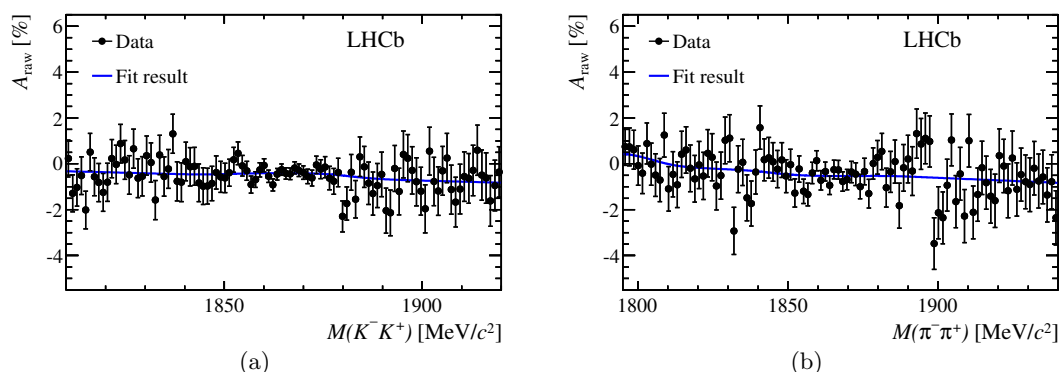 A_raw [%]
6
4
2
0
-2
-4
Data
LHCb
Fit result
1850
1900
M(K⁻K⁺) [MeV/c²]
(a)
A_raw [%]
6
4
2
0
-2
-4
Data
LHCb
Fit result
1800
1850
1900
M(π⁻π⁺) [MeV/c²]
(b)